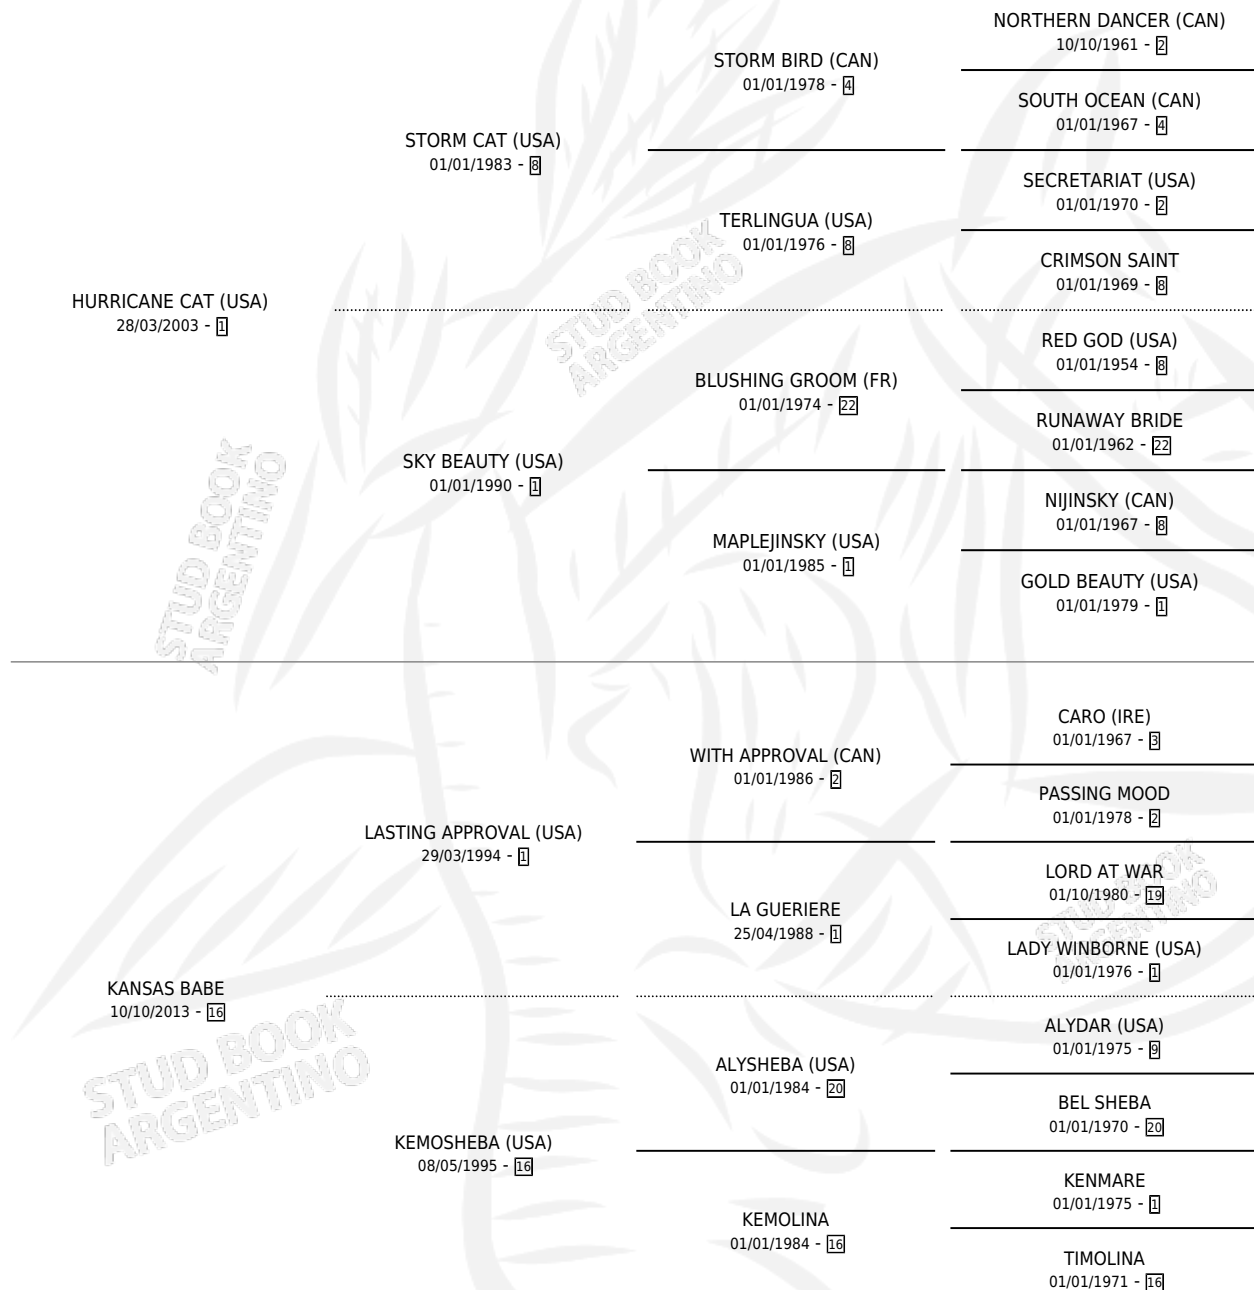 HURRICANE CAT (USA)
28/03/2003 - 1
STORM CAT (USA)
01/01/1983 - 8
SKY BEAUTY (USA)
01/01/1990 - 1
STORM BIRD (CAN)
01/01/1978 - 4
TERLINGUA (USA)
01/01/1976 - 8
BLUSHING GROOM (FR)
01/01/1974 - 22
MAPLEJINSKY (USA)
01/01/1985 - 1
NORTHERN DANCER (CAN)
10/10/1961 - 2
SOUTH OCEAN (CAN)
01/01/1967 - 4
SECRETARIAT (USA)
01/01/1970 - 2
CRIMSON SAINT
01/01/1969 - 8
RED GOD (USA)
01/01/1954 - 8
RUNAWAY BRIDE
01/01/1962 - 22
NIJINSKY (CAN)
01/01/1967 - 8
GOLD BEAUTY (USA)
01/01/1979 - 1
KANSAS BABE
10/10/2013 - 16
LASTING APPROVAL (USA)
29/03/1994 - 1
KEMOSHEBA (USA)
08/05/1995 - 16
WITH APPROVAL (CAN)
01/01/1986 - 2
LA GUERIERE
25/04/1988 - 1
ALYSHEBA (USA)
01/01/1984 - 20
KEMOLINA
01/01/1984 - 16
CARO (IRE)
01/01/1967 - 3
PASSING MOOD
01/01/1978 - 2
LORD AT WAR
01/10/1980 - 19
LADY WINBORNE (USA)
01/01/1976 - 1
ALYDAR (USA)
01/01/1975 - 9
BEL SHEBA
01/01/1970 - 20
KENMARE
01/01/1975 - 1
TIMOLINA
01/01/1971 - 16
STUD BOOK
ARGENTINO
STUD BOOK
ARGENTINO
STUD BOOK
ARGENTINO
STUD BOOK
ARGENTINO